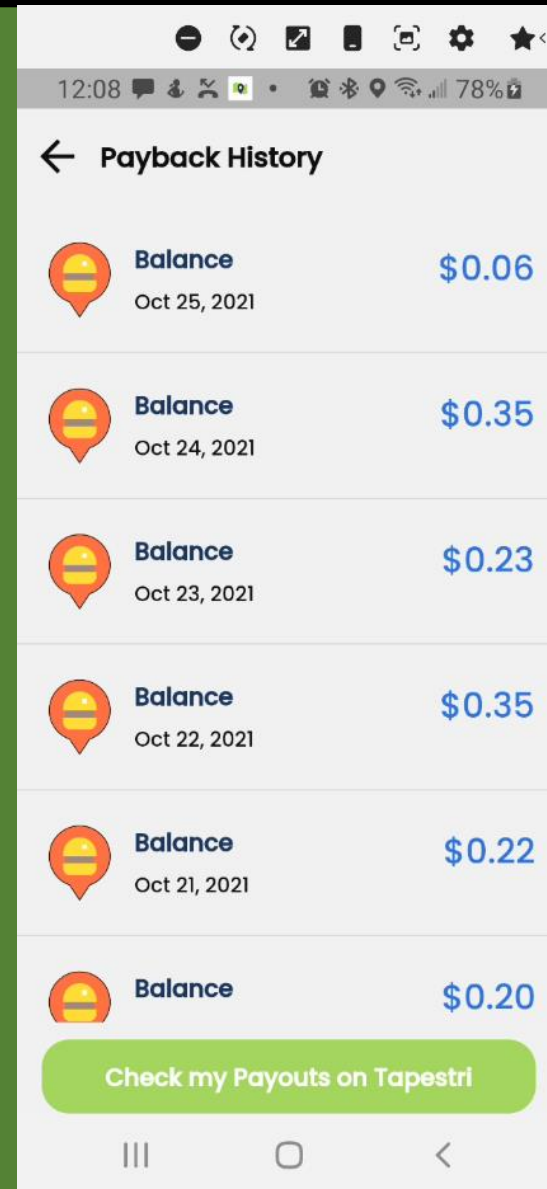 12:08 78%
Payback History
Balance
$0.06
Oct 25, 2021
Balance
$0.35
Oct 24, 2021
Balance
$0.23
Oct 23, 2021
Balance
$0.35
Oct 22, 2021
Balance
$0.22
Oct 21, 2021
Balance
$0.20
Check my Payouts on Tapestri